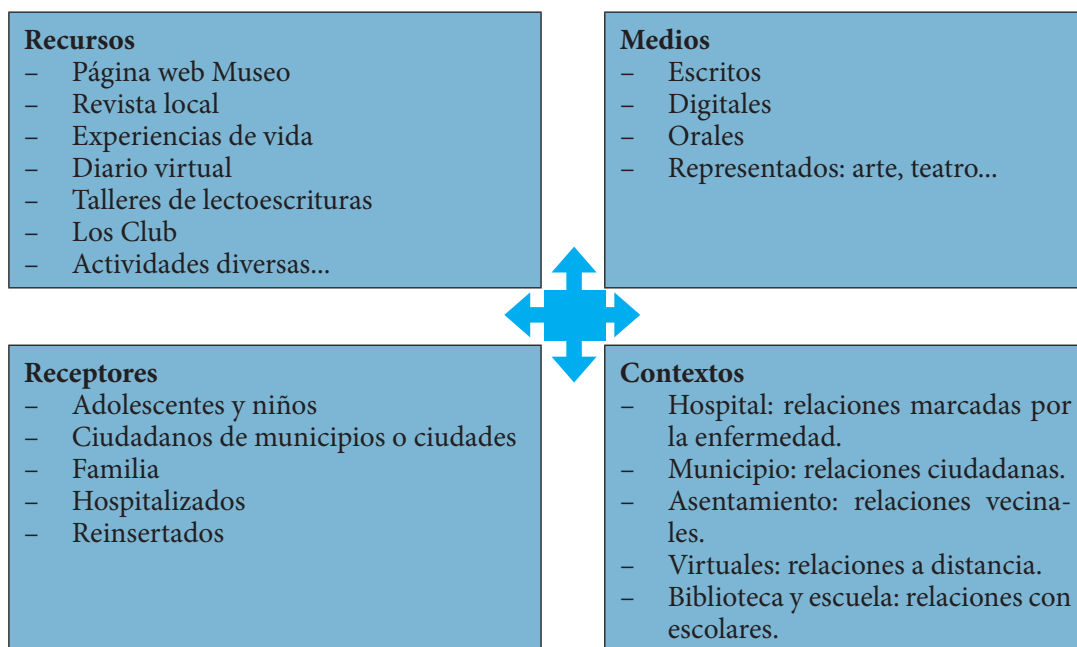 Recursos
– Página web Museo
– Revista local
– Experiencias de vida
– Diario virtual
– Talleres de lectoescrituras
– Los Club
– Actividades diversas...
Medios
– Escritos
– Digitales
– Orales
– Representados: arte, teatro...
Receptores
– Adolescentes y niños
– Ciudadanos de municipios o ciudades
– Familia
– Hospitalizados
– Reinsertados
Contextos
– Hospital: relaciones marcadas por
la enfermedad.
– Municipio: relaciones ciudadanas.
– Asentamiento: relaciones vecina-
les.
– Virtuales: relaciones a distancia.
– Biblioteca y escuela: relaciones con
escolares.